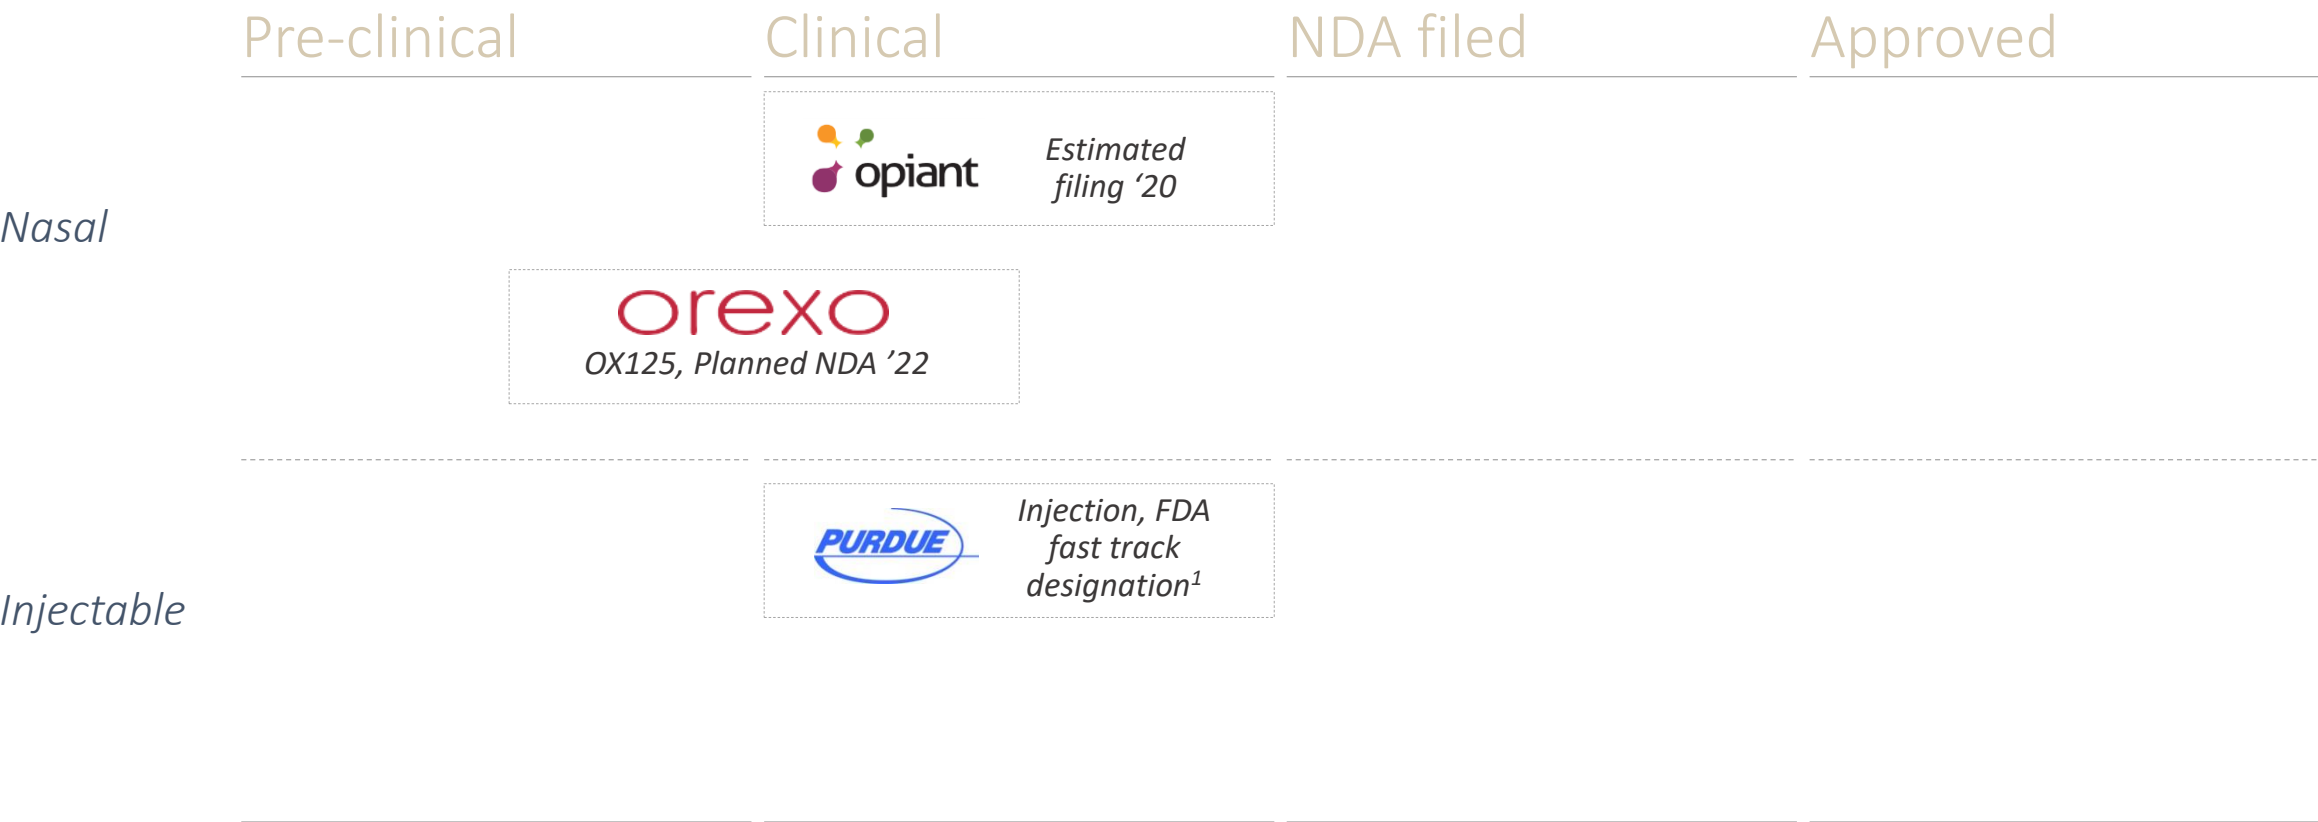 Pre-clinical
Clinical
NDA filed
Approved
Nasal
opiant
Estimated
filing ‘20
orexo
OX125, Planned NDA ’22
Injectable
PURDUE
Injection, FDA
fast track
designation¹